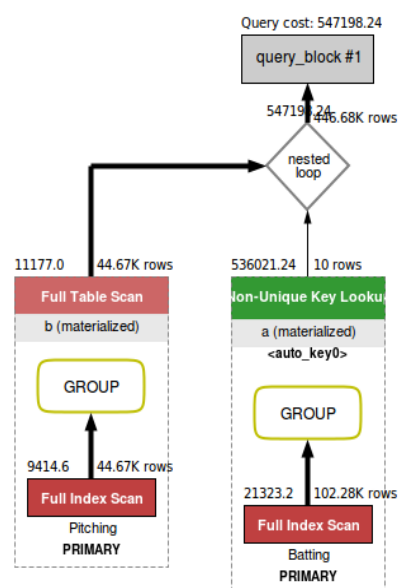 Query cost: 547198.24
query_block #1
547198.24
446.68K rows
nested
loop
11177.0
44.67K rows
536021.24
10 rows
Full Table Scan
Non-Unique Key Lookup
b (materialized)
a (materialized)
<auto_key0>
GROUP
GROUP
9414.6
44.67K rows
21323.2
102.28K rows
Full Index Scan
Pitching
PRIMARY
Full Index Scan
Batting
PRIMARY